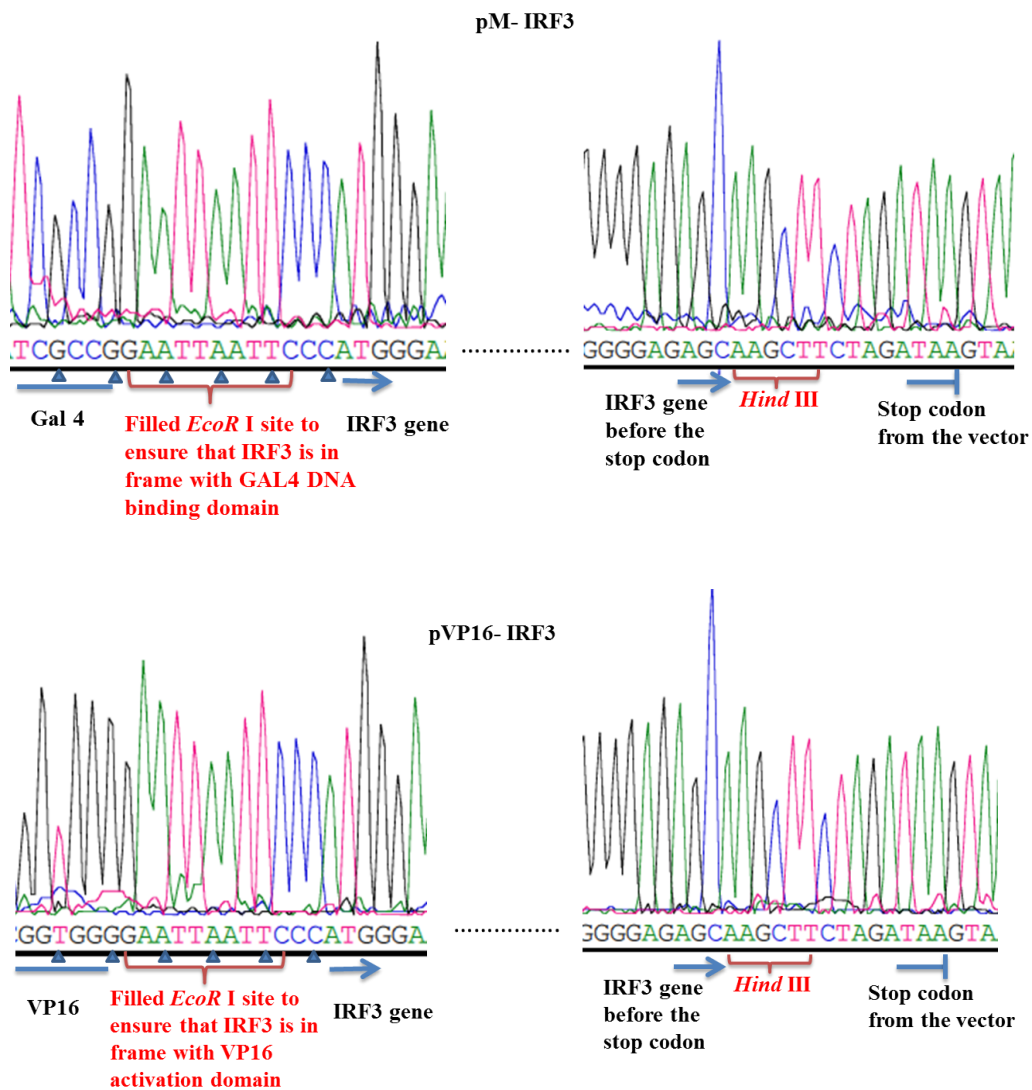 pM- IRF3
ATCGCCGGAATTAATTCCCATGGGAA
...............
GGGGAGAGCAAGCTTCTAGATAAGTAA
Gal 4
Filled EcoR I site to
ensure that IRF3 is in
frame with GAL4 DNA
binding domain
IRF3 gene
IRF3 gene
before the
stop codon
Hind III
Stop codon
from the vector
pVP16- IRF3
CGGTGGGGAATTAATTCCCATGGGA
...............
GGGGAGAGCAAGCTTCTAGATAAGTA
VP16
Filled EcoR I site to
ensure that IRF3 is in
frame with VP16
activation domain
IRF3 gene
IRF3 gene
before the
stop codon
Hind III
Stop codon
from the vector